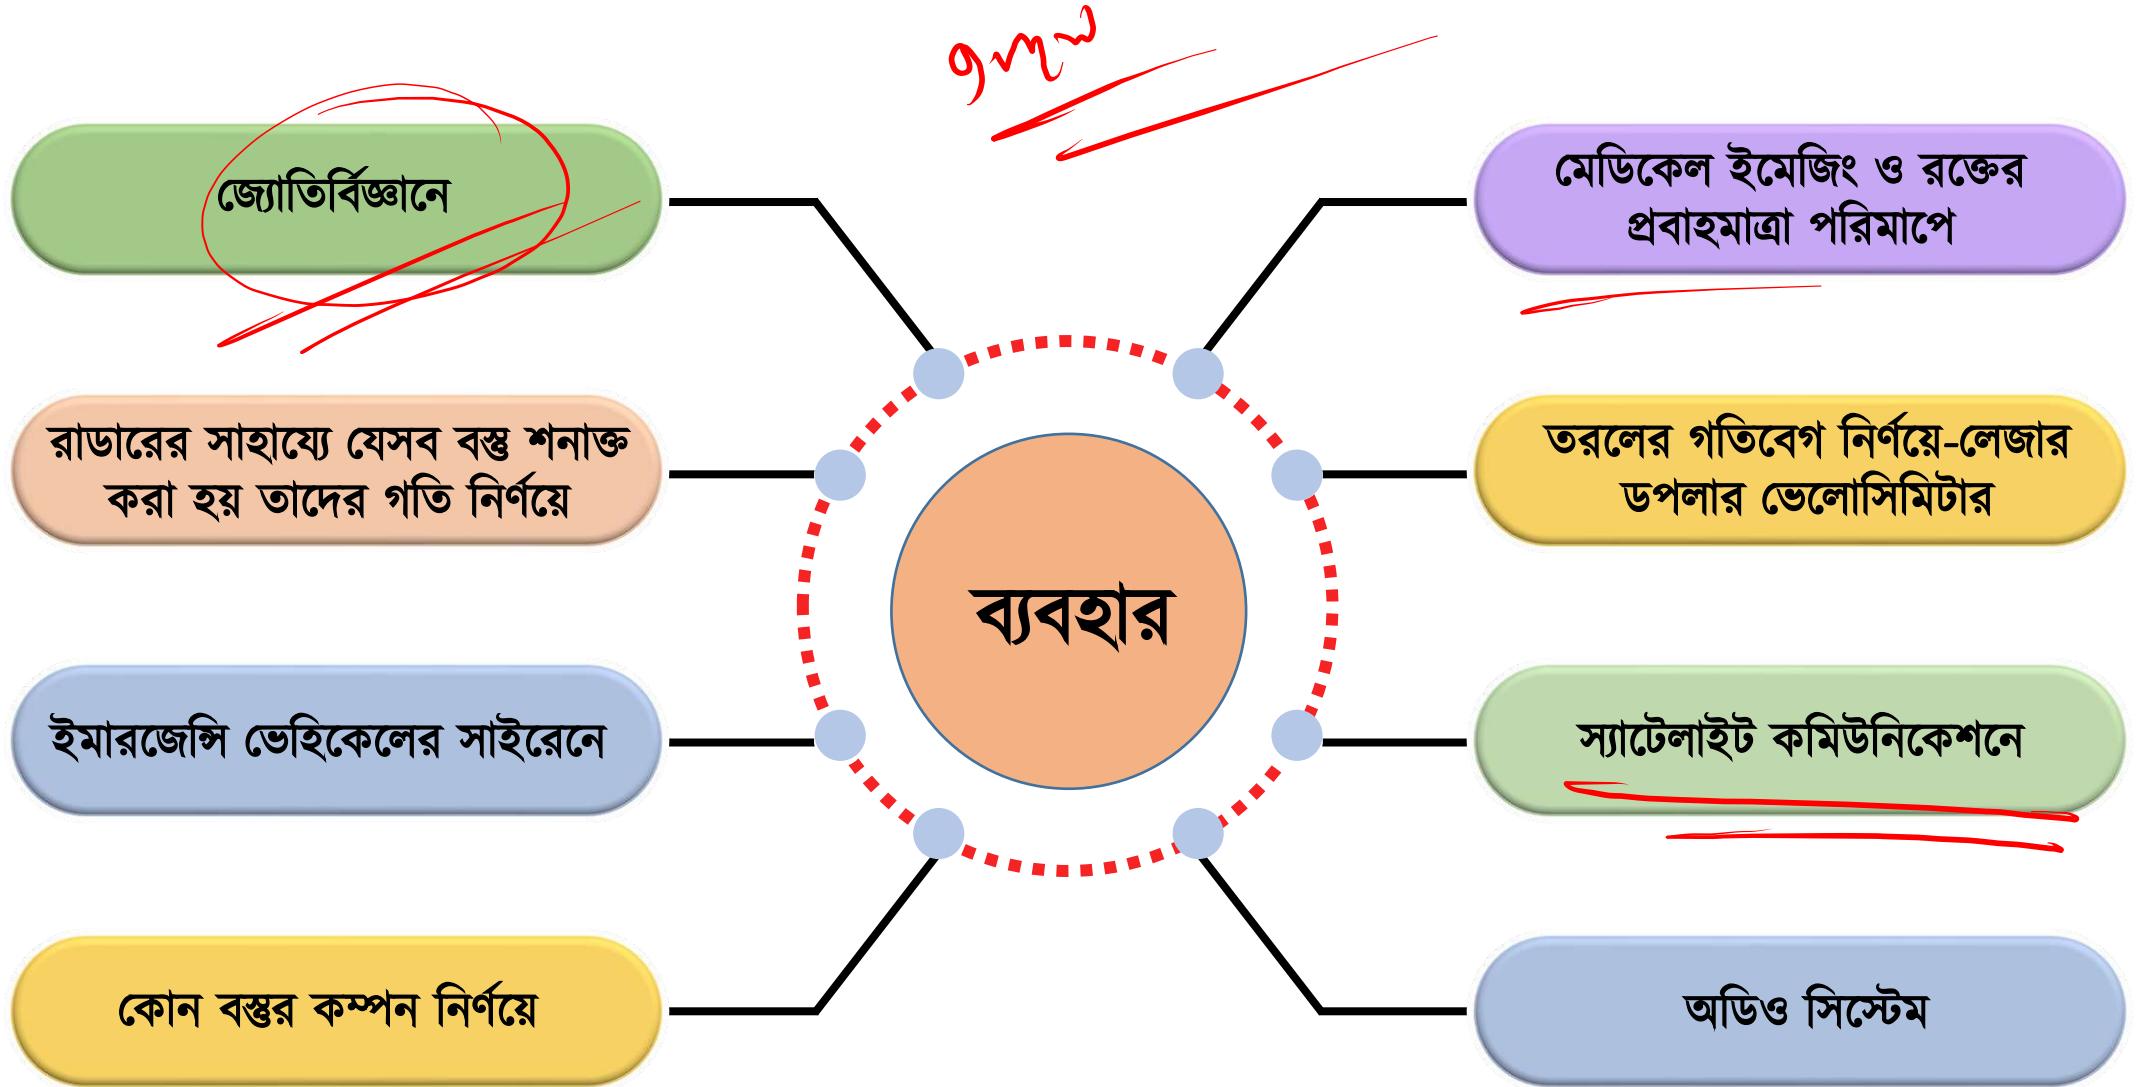 জ্যোতির্বিজ্ঞানে
রাডারের সাহায্যে যেসব বস্তু শনাক্ত
করা হয় তাদের গতি নির্ণয়ে
ইমারজেন্সি ভেহিকেলের সাইরেনে
কোন বস্তুর কম্পন নির্ণয়ে
ব্যবহার
মেডিকেল ইমেজিং ও রক্তের
প্রবাহমাত্রা পরিমাপে
তরলের গতিবেগ নির্ণয়ে-লেজার
ডপলার ভেলোসিমিটার
স্যাটেলাইট কমিউনিকেশনে
অডিও সিস্টেম